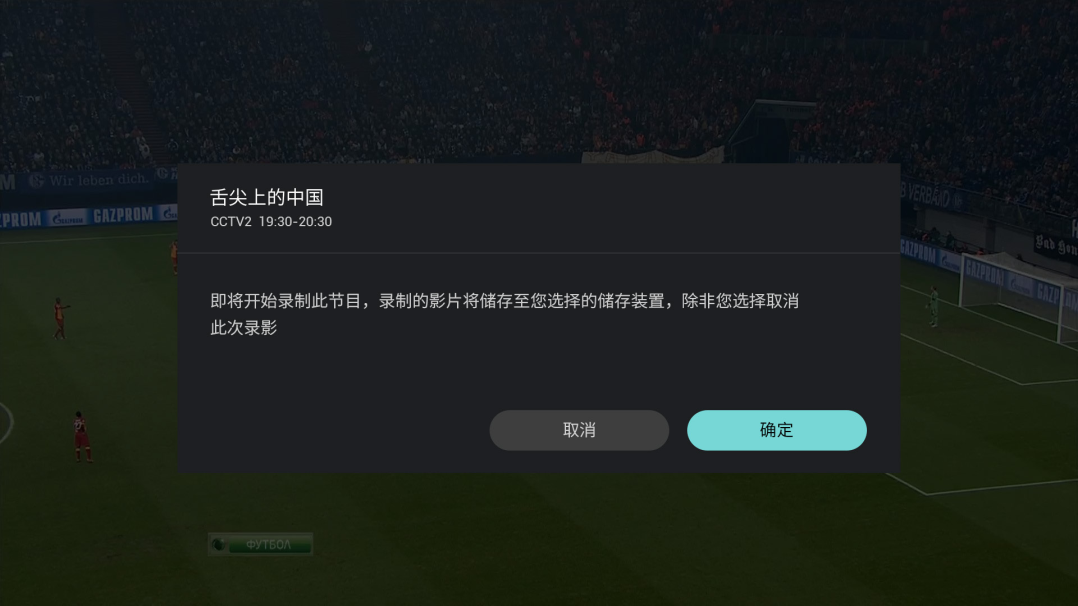 Wir leben dich.
GAZPROM
舌尖上的中国
CCTV2 19:30-20:30
VERBAND
GAZPROM
GAZPROM
即将开始录制此节目，录制的影片将储存至您选择的储存装置，除非您选择取消
此次录影
取消 确定
ФУТБОЛ